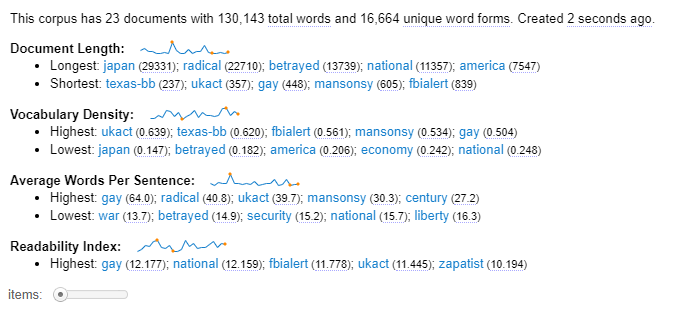 This corpus has 23 documents with 130,143 total words and 16,664 unique word forms. Created 2 seconds ago.
Document Length:
• Longest: japan (29331); radical (22710); betrayed (13739); national (11357); america (7547)
• Shortest: texas-bb (237); ukact (357); gay (448); mansonsy (605); fbialert (839)
Vocabulary Density:
• Highest: ukact (0.639); texas-bb (0.620); fbialert (0.561); mansonsy (0.534); gay (0.504)
• Lowest: japan (0.147); betrayed (0.182); america (0.206); economy (0.242); national (0.248)
Average Words Per Sentence:
• Highest: gay (64.0); radical (40.8); ukact (39.7); mansonsy (30.3); century (27.2)
• Lowest: war (13.7); betrayed (14.9); security (15.2); national (15.7); liberty (16.3)
Readability Index:
• Highest: gay (12.177); national (12.159); fbialert (11.778); ukact (11.445); zapatist (10.194)
items: